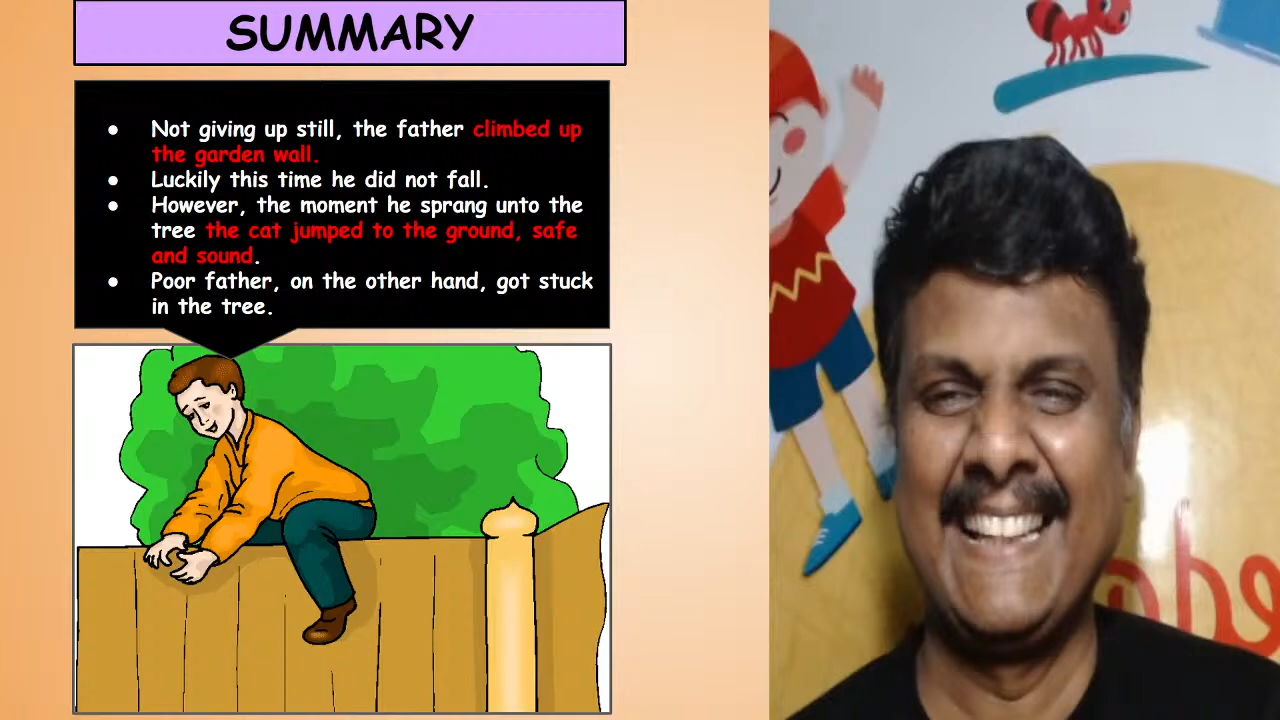 SUMMARY
● Not giving up still, the father climbed up
the garden wall.
● Luckily this time he did not fall.
● However, the moment he sprang unto the
tree the cat jumped to the ground, safe
and sound.
● Poor father, on the other hand, got stuck
in the tree.